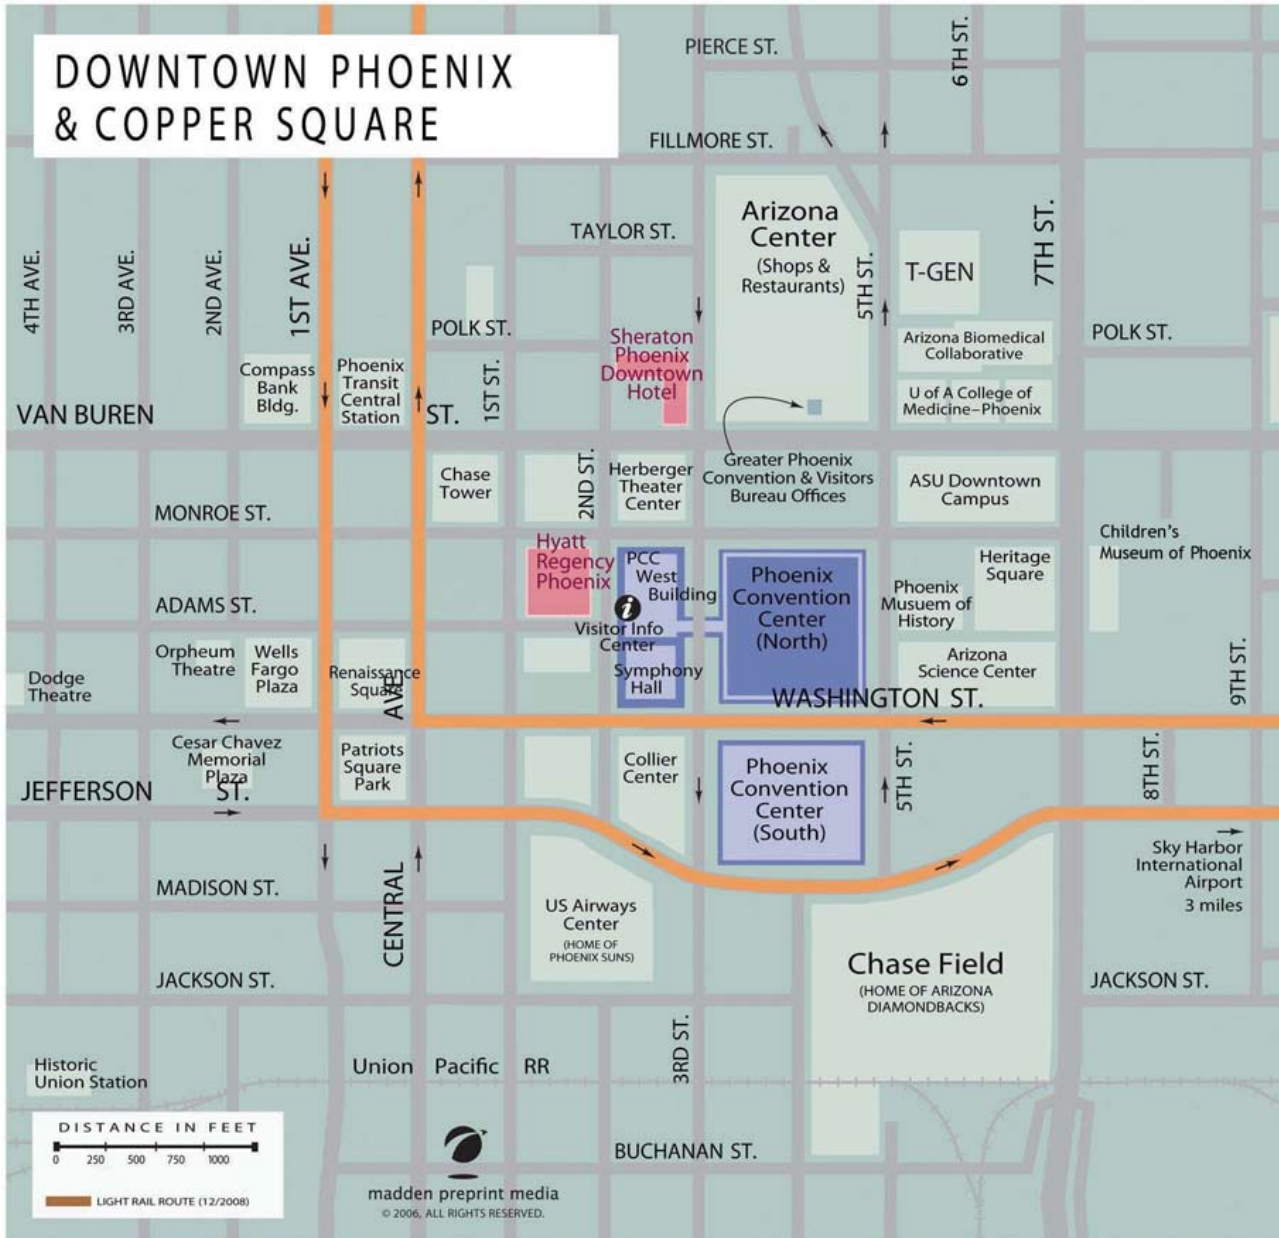 DOWNTOWN PHOENIX
& COPPER SQUARE
PIERCE ST.
6TH ST.
FILLMORE ST.
4TH AVE.
3RD AVE.
2ND AVE.
1ST AVE.
TAYLOR ST.
Arizona
Center
(Shops &
Restaurants)
5TH ST.
T-GEN
7TH ST.
POLK ST.
1ST ST.
Sheraton
Phoenix
Downtown
Hotel
Arizona Biomedical
Collaborative
POLK ST.
Compass
Bank
Bldg.
Phoenix
Transit
Central
Station
U of A College of
Medicine–Phoenix
VAN BUREN
ST.
Chase
Tower
2ND ST.
Herberger
Theater
Center
Greater Phoenix
Convention & Visitors
Bureau Offices
ASU Downtown
Campus
MONROE ST.
Hyatt
Regency
Phoenix
PCC
West
Building
Phoenix
Convention
Center
(North)
Phoenix
Musuem of
History
Heritage
Square
Children's
Museum of Phoenix
ADAMS ST.
i
Visitor Info
Center
Orpheum
Theatre
Wells
Fargo
Plaza
Renaissance
Square
AVE.
Symphony
Hall
Arizona
Science Center
9TH ST.
Dodge
Theatre
WASHINGTON ST.
Cesar Chavez
Memorial
Plaza
Patriots
Square
Park
Collier
Center
Phoenix
Convention
Center
(South)
5TH ST.
8TH ST.
JEFFERSON
ST.
Sky Harbor
International
Airport
3 miles
MADISON ST.
CENTRAL
US Airways
Center
(HOME OF
PHOENIX SUNS)
Chase Field
(HOME OF ARIZONA
DIAMONDBACKS)
JACKSON ST.
JACKSON ST.
3RD ST.
Historic
Union Station
Union Pacific RR
DISTANCE IN FEET
0 250 500 750 1000
LIGHT RAIL ROUTE (12/2008)
BUCHANAN ST.
madden preprint media
© 2006, ALL RIGHTS RESERVED.